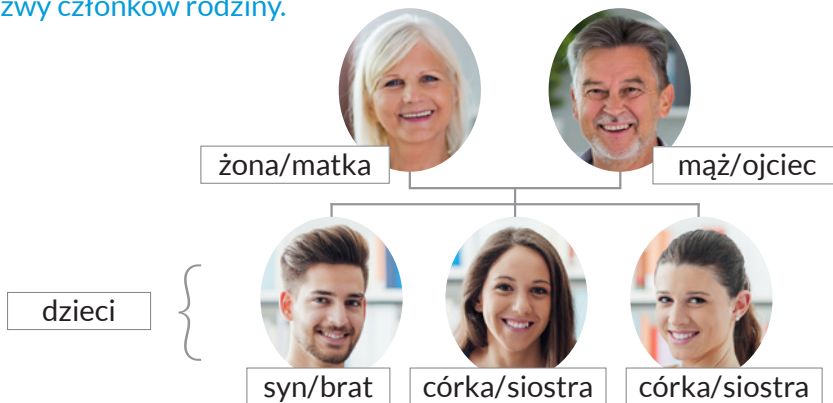 zwy członków rodziny.
żona/matka
mąż/ojciec
dzieci
syn/brat
córka/siostra
córka/siostra